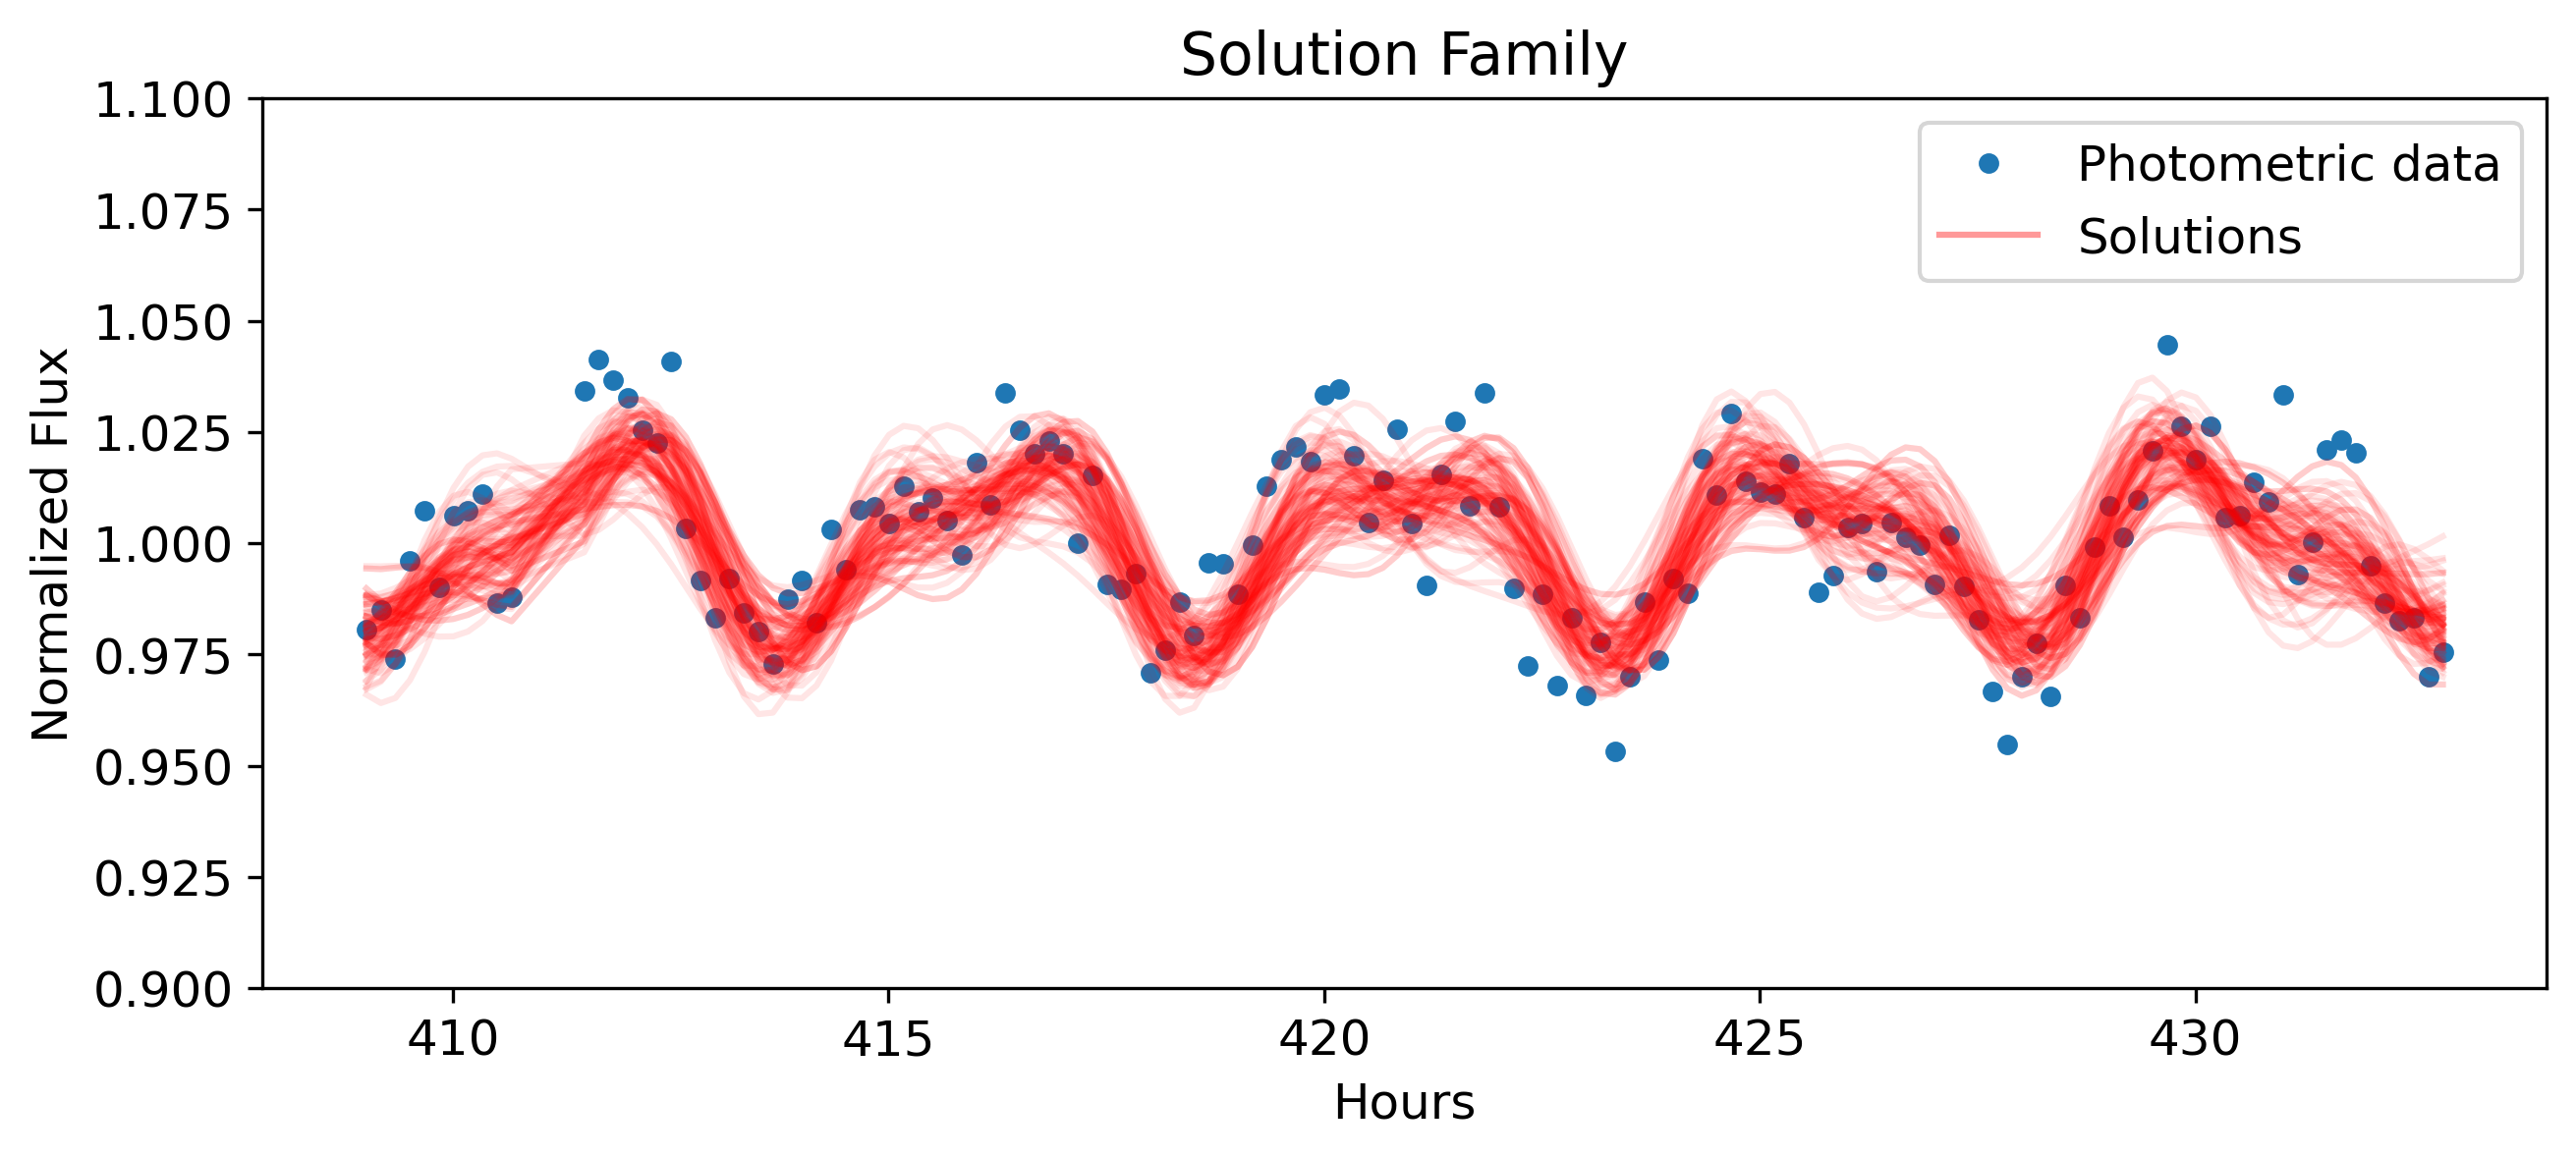 Solution Family
1.100
1.075
1.050
1.025
1.000
0.975
0.950
0.925
0.900
Normalized Flux
Photometric data
Solutions
410 415 420 425 430
Hours